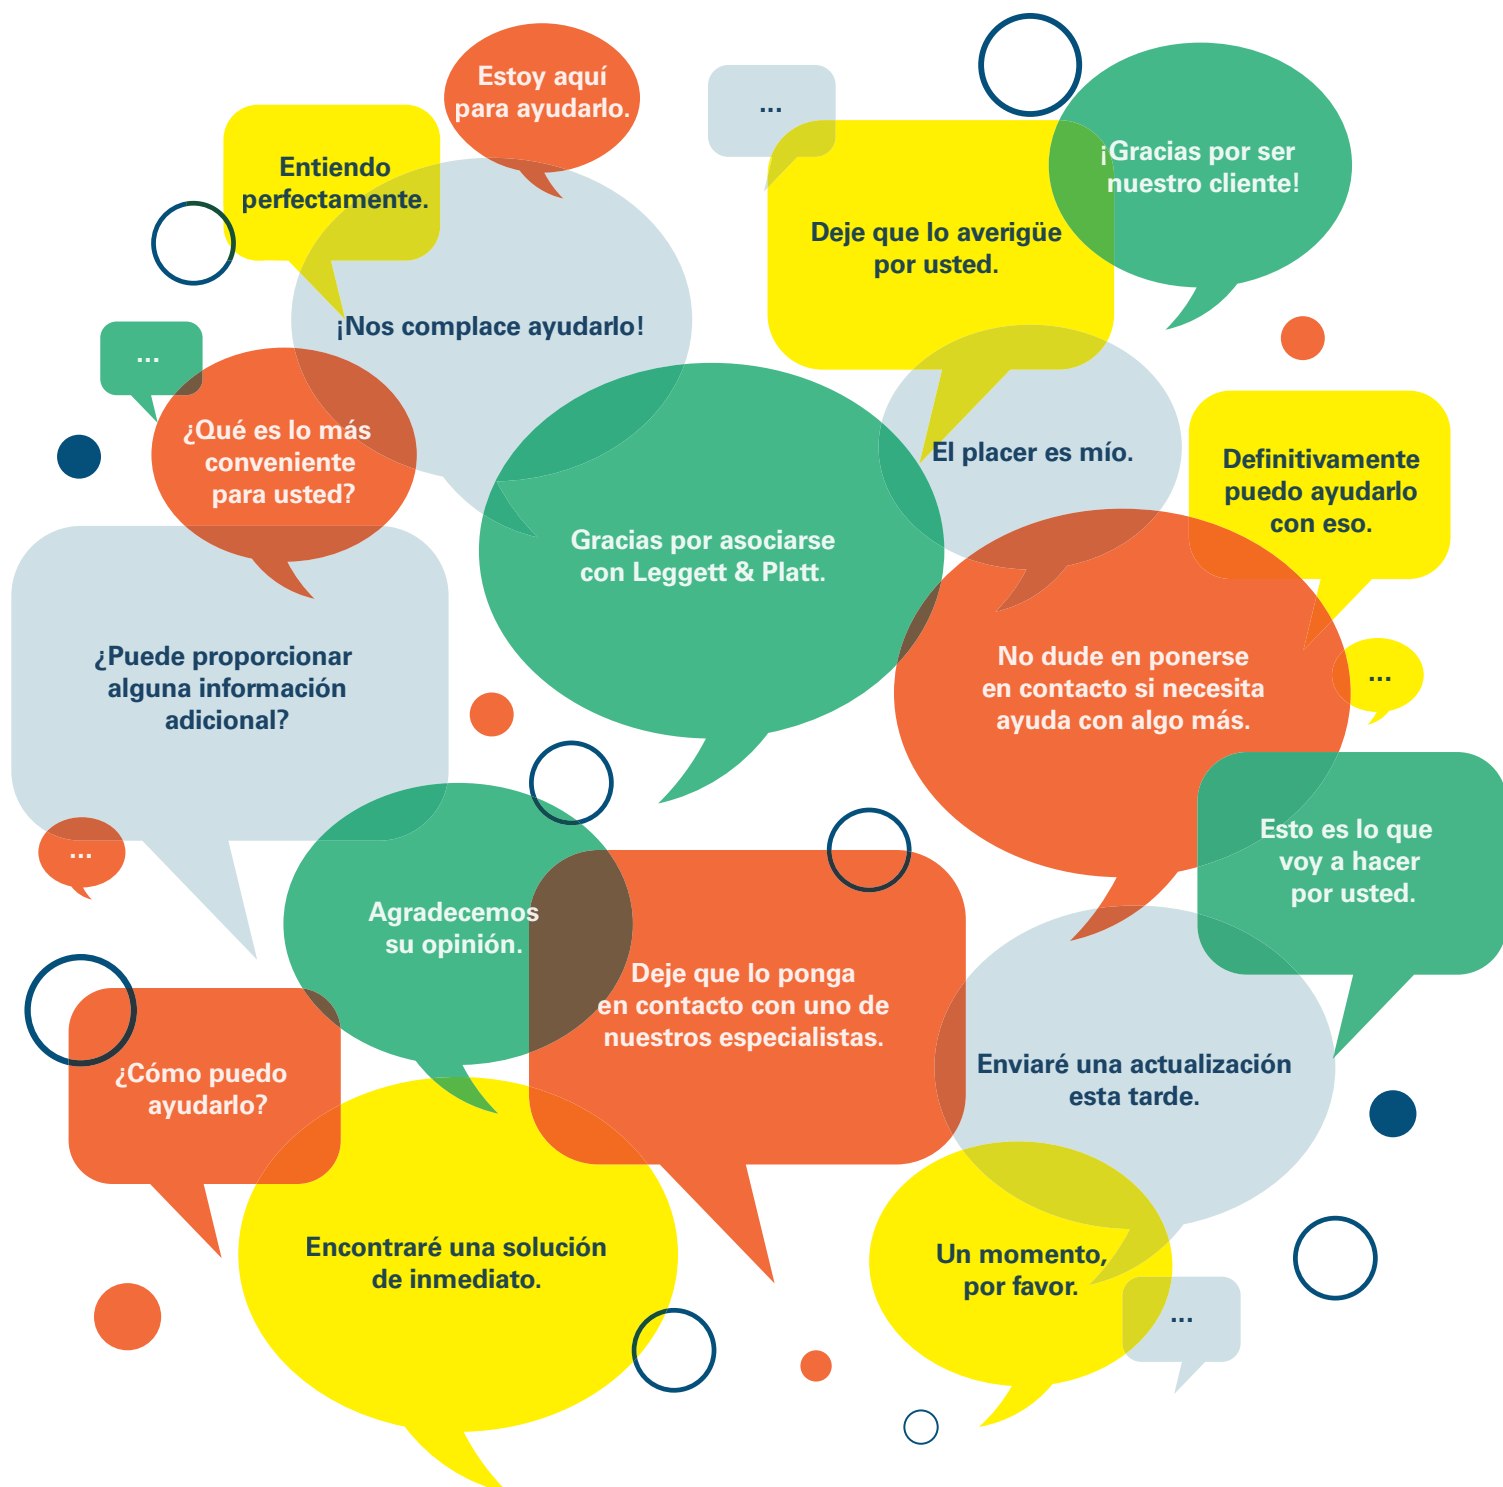 Estoy aquí
para ayudarlo.
...
¡Gracias por ser
nuestro cliente!
Entiendo
perfectamente.
Deje que lo averigüe
por usted.
¡Nos complace ayudarlo!
...
¿Qué es lo más
conveniente
para usted?
El placer es mío.
Definitivamente
puedo ayudarlo
con eso.
Gracias por asociarse
con Leggett & Platt.
¿Puede proporcionar
alguna información
adicional?
No dude en ponerse
en contacto si necesita
ayuda con algo más.
...
...
Esto es lo que
voy a hacer
por usted.
Agradecemos
su opinión.
Deje que lo ponga
en contacto con uno de
nuestros especialistas.
¿Cómo puedo
ayudarlo?
Enviaré una actualización
esta tarde.
Encontraré una solución
de inmediato.
Un momento,
por favor.
...